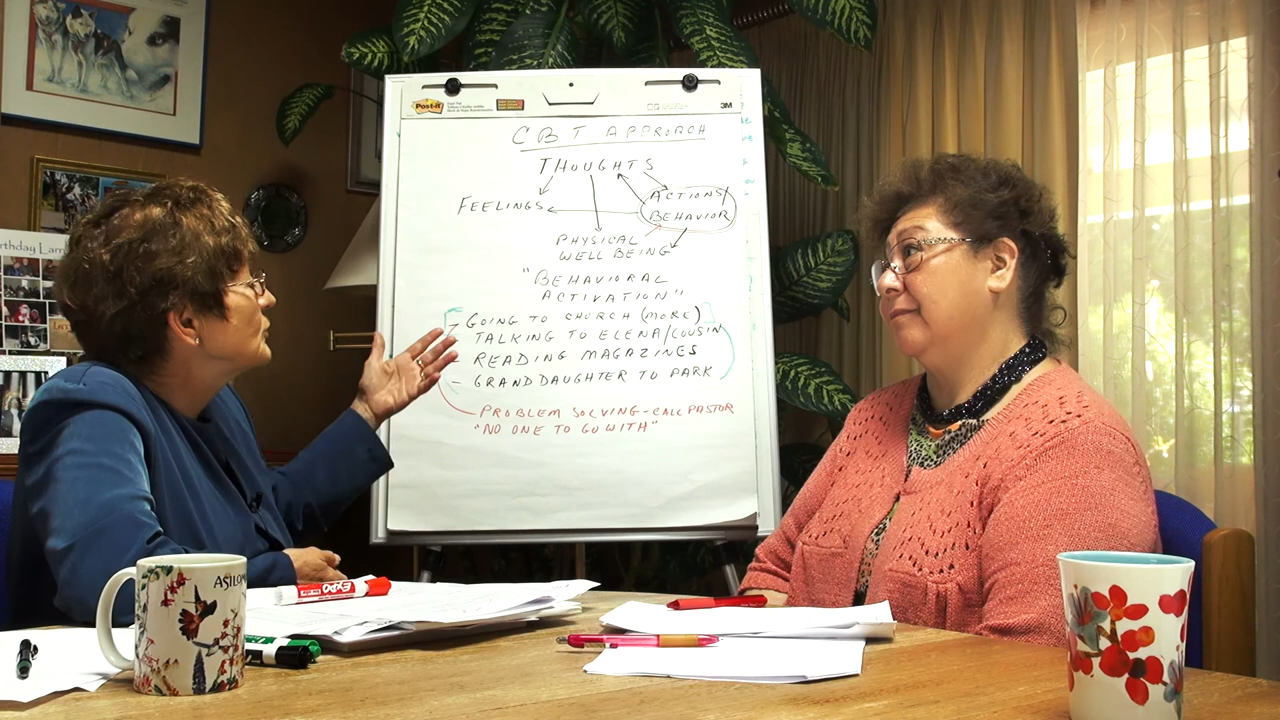 Post-it
3M
CBT APPROACH
THOUGHTS
FEELINGS
ACTIONS/
BEHAVIOR
PHYSICAL
WELL BEING
"BEHAVIORAL
ACTIVATION"
- GOING TO CHURCH (MORE)
TALKING TO ELENA/COUSIN
READING MAGAZINES
- GRANDDAUGHTER TO PARK
PROBLEM SOLVING-CALL PASTOR
"NO ONE TO GO WITH"
EXPO